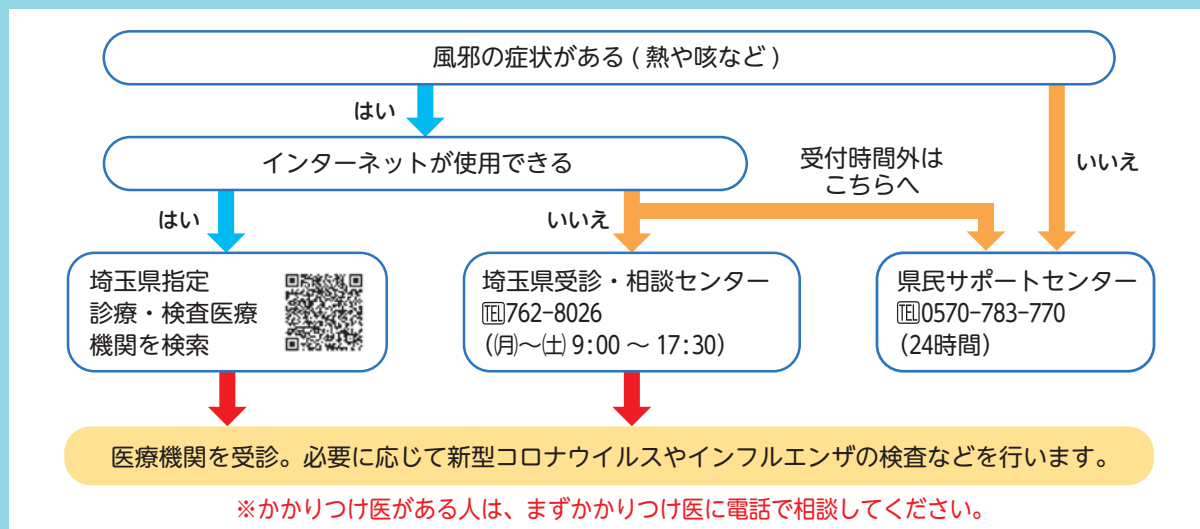 風邪の症状がある ( 熱や咳など )
はい
インターネットが使用できる
受付時間外は
こちらへ
いいえ
はい
いいえ
埼玉県指定
診療・検査医療
機関を検索
埼玉県受診・相談センター
℡762−8026
(㈪～㈯ 9:00 ～ 17:30)
県民サポートセンター
℡0570−783−770
(24時間)
医療機関を受診。必要に応じて新型コロナウイルスやインフルエンザの検査などを行います。
※かかりつけ医がある人は、まずかかりつけ医に電話で相談してください。